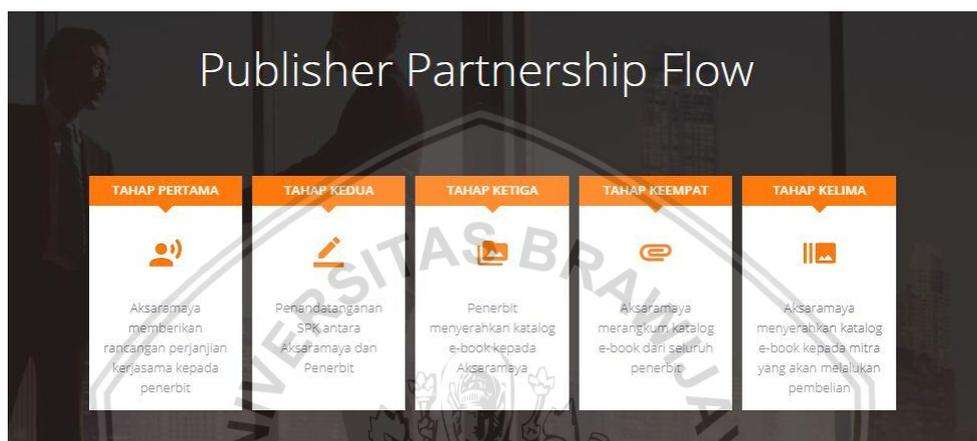 Publisher Partnership Flow
TAHAP PERTAMA
Aksaramaya
memberikan
rancangan perjanjian
kerjasama kepada
penerbit
TAHAP KEDUA
Penandatanganan
SPK antara
Aksaramaya dan
Penerbit
TAHAP KETIGA
Penerbit
menyerahkan katalog
e-book kepada
Aksaramaya
TAHAP KEEMPAT
Aksaramaya
merangkum katalog
e-book dari seluruh
penerbit
TAHAP KELIMA
Aksaramaya
menyerahkan katalog
e-book kepada mitra
yang akan melalukan
pembelian